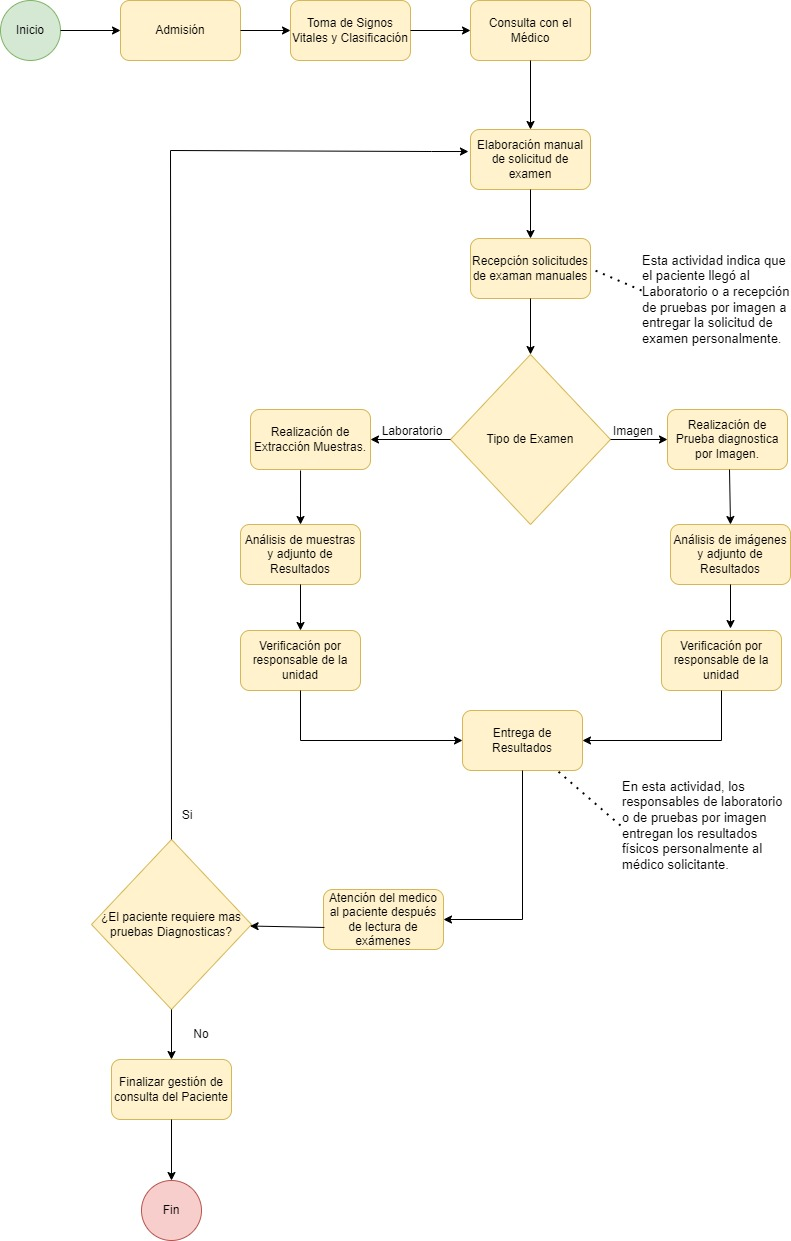 Inicio
Admisión
Toma de Signos
Vitales y Clasificación
Consulta con el
Médico
Elaboración manual
de solicitud de
examen
Recepción solicitudes
de examan manuales
Esta actividad indica que
el paciente llegó al
Laboratorio o a recepción
de pruebas por imagen a
entregar la solicitud de
examen personalmente.
Realización de
Extracción Muestras.
Laboratorio
Tipo de Examen
Imagen
Realización de
Prueba diagnostica
por Imagen.
Análisis de muestras
y adjunto de
Resultados
Análisis de imágenes
y adjunto de
Resultados
Verificación por
responsable de la
unidad
Verificación por
responsable de la
unidad
Entrega de
Resultados
En esta actividad, los
responsables de laboratorio
o de pruebas por imagen
entregan los resultados
físicos personalmente al
médico solicitante.
Si
¿El paciente requiere mas
pruebas Diagnosticas?
Atención del medico
al paciente después
de lectura de
exámenes
No
Finalizar gestión de
consulta del Paciente
Fin